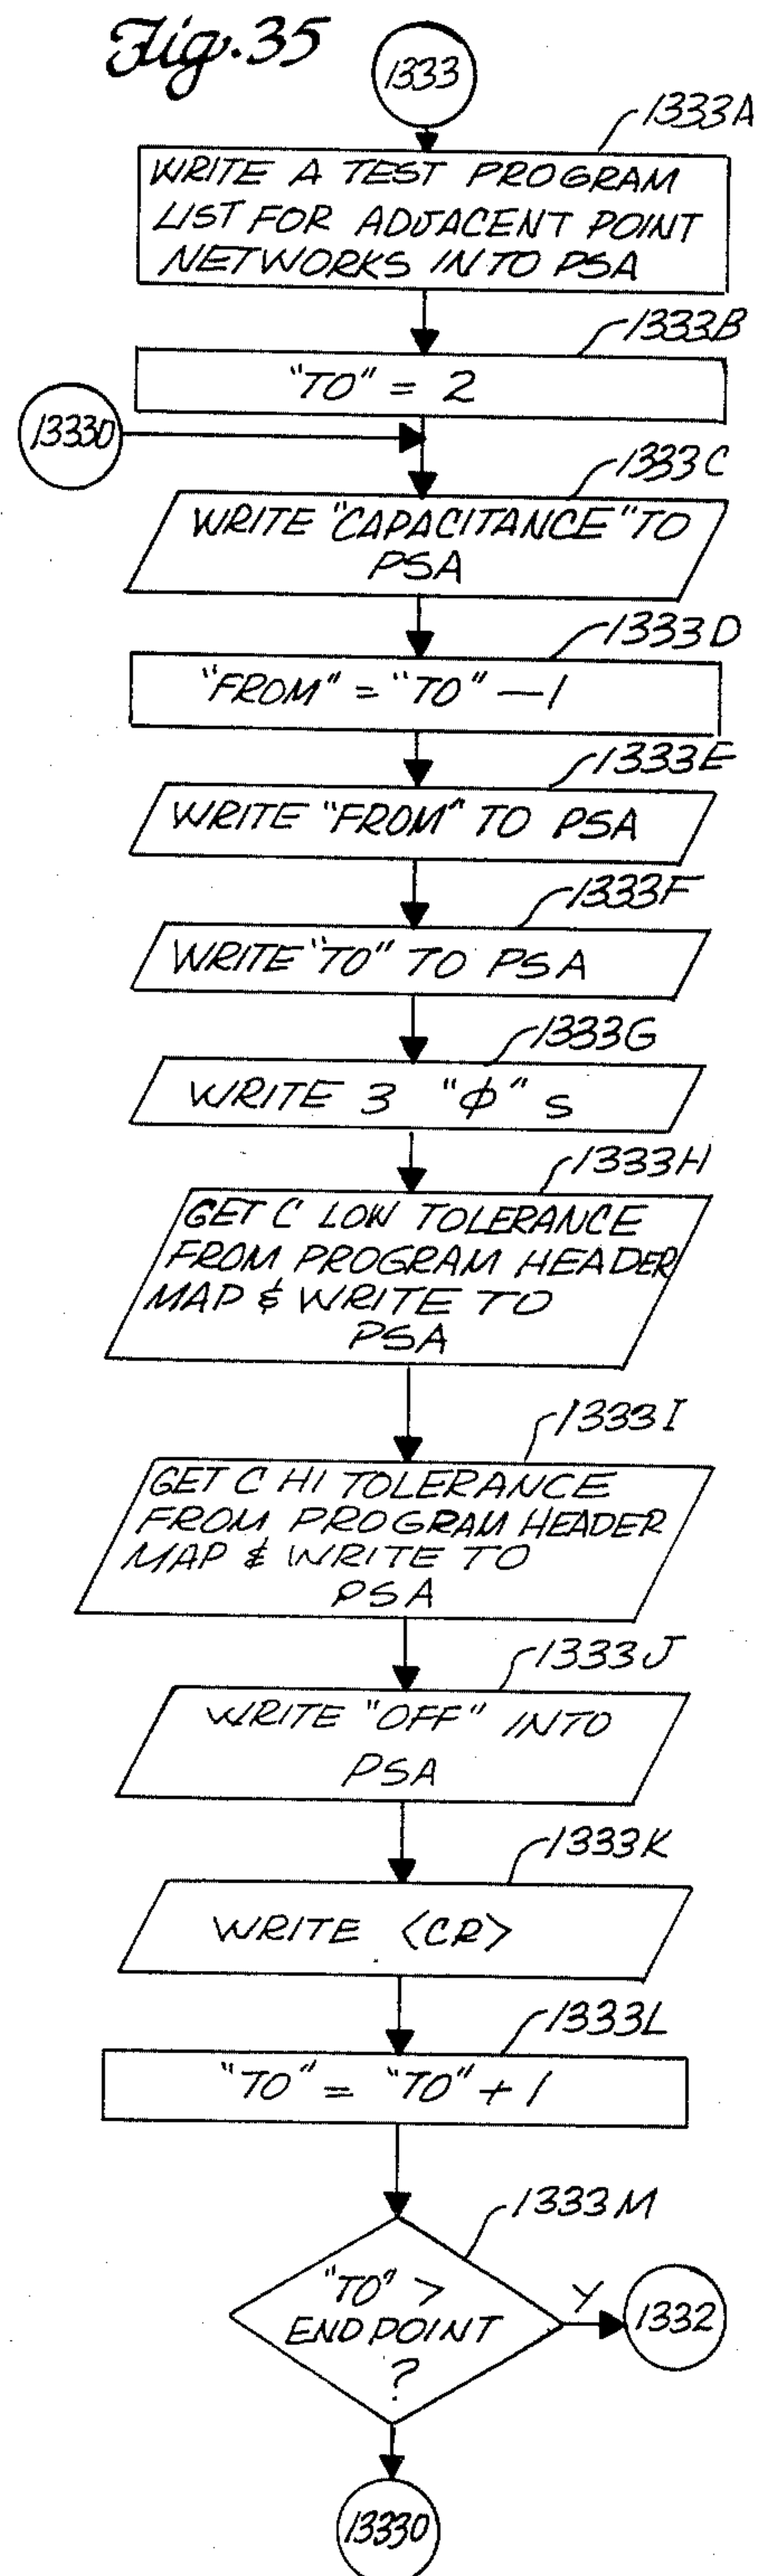 Fig. 35
1333
1333A
WRITE A TEST PROGRAM
LIST FOR ADJACENT POINT
NETWORKS INTO PSA
1333B
"TO" = 2
13330
1333C
WRITE "CAPACITANCE" TO
PSA
1333D
"FROM" = "TO" — 1
1333E
WRITE "FROM" TO PSA
1333F
WRITE "TO" TO PSA
1333G
WRITE 3 "ϕ" s
1333H
GET C LOW TOLERANCE
FROM PROGRAM HEADER
MAP & WRITE TO
PSA
1333I
GET C HI TOLERANCE
FROM PROGRAM HEADER
MAP & WRITE TO
PSA
1333J
WRITE "OFF" INTO
PSA
1333K
WRITE <CR>
1333L
"TO" = "TO" + 1
1333M
"TO" >
ENDPOINT
?
Y
1332
13330